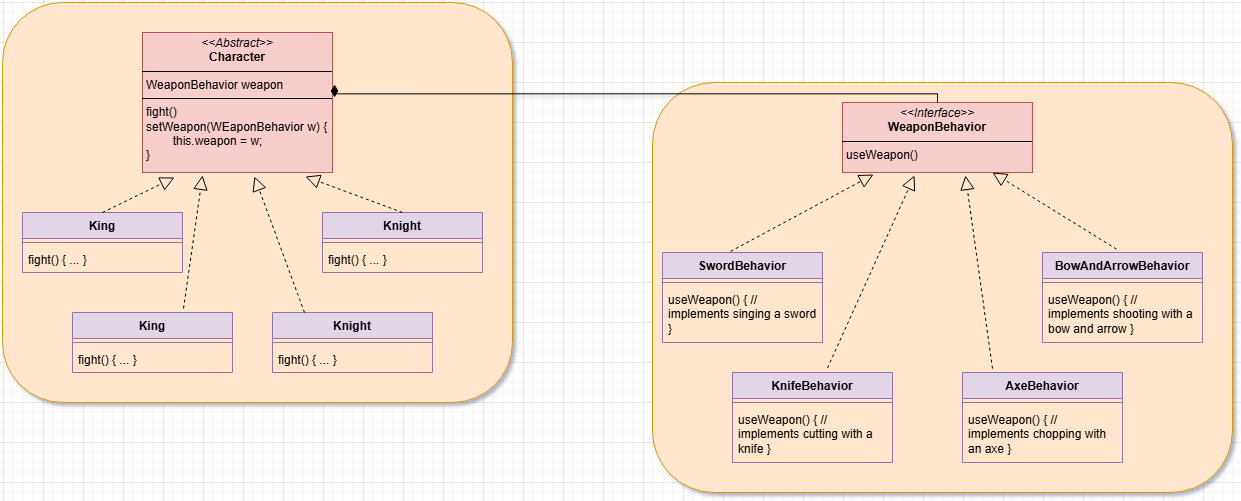 <<Abstract>>
Character
WeaponBehavior weapon
fight()
setWeapon(WEaponBehavior w) {
this.weapon = w;
}
King
fight() { ... }
Knight
fight() { ... }
King
fight() { ... }
Knight
fight() { ... }
<<Interface>>
WeaponBehavior
useWeapon()
SwordBehavior
useWeapon() { //
implements singing a sword
}
BowAndArrowBehavior
useWeapon() { //
implements shooting with a
bow and arrow }
KnifeBehavior
useWeapon() { //
implements cutting with a
knife }
AxeBehavior
useWeapon() { //
implements chopping with
an axe }